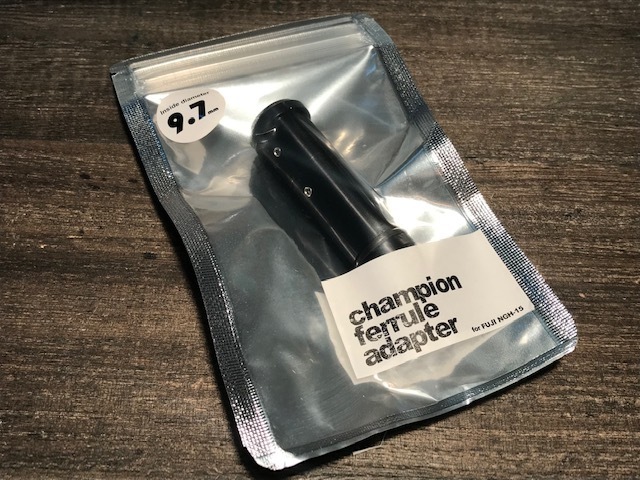 Inside diameter
9.7mm
champion
ferrule
adapter
for FUJI NGH-15